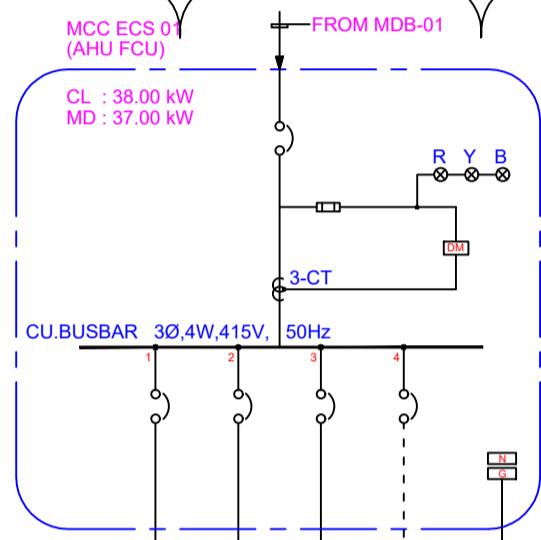 MCC ECS 01
(AHU FCU)
FROM MDB-01
CL : 38.00 kW
MD : 37.00 kW
R Y B
DM
3-CT
CU.BUSBAR 3Ø,4W,415V, 50Hz
1 2 3 4
N
G